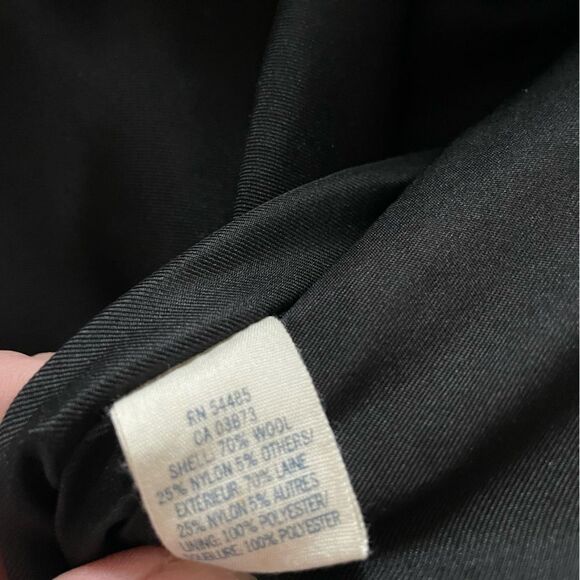 RN 54485
CA 03673
SHELL: 70% WOOL
25% NYLON 5% OTHERS/
EXTERIEUR: 70% LAINE
25% NYLON 5% AUTRES
LINING: 100% POLYESTER/
DOUBLURE: 100% POLYESTER